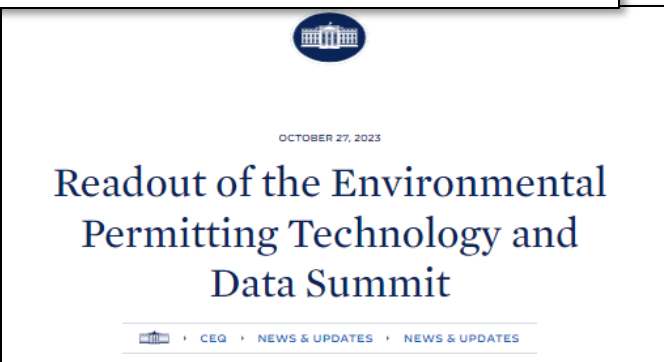 OCTOBER 27, 2023
Readout of the Environmental
Permitting Technology and
Data Summit
CEQ › NEWS & UPDATES › NEWS & UPDATES